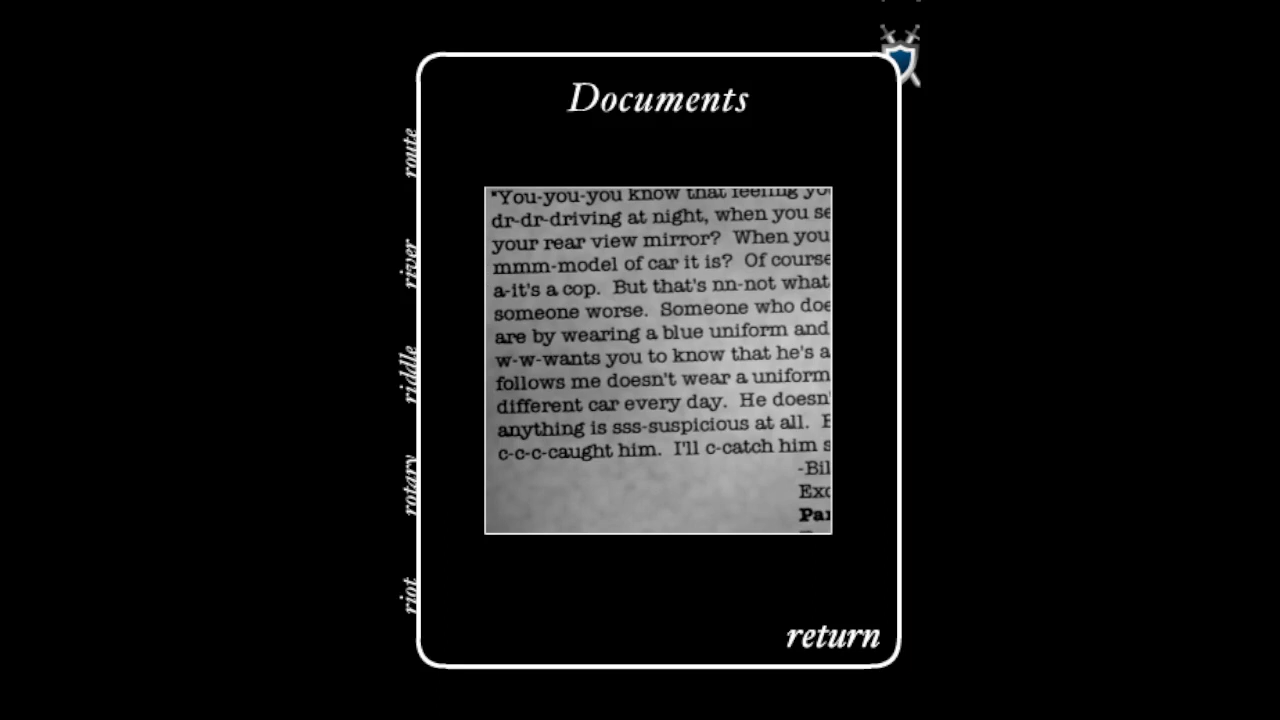 Documents
route
river
riddle
rotary
riot
"You-you-you know that feeling yo
dr-dr-driving at night, when you se
your rear view mirror?  When you
mmm-model of car it is?  Of course
a-it's a cop.  But that's nn-not what
someone worse.  Someone who doe
are by wearing a blue uniform and
w-w-wants you to know that he's a
follows me doesn't wear a uniform
different car every day.  He doesn'
anything is sss-suspicious at all.
c-c-c-caught him.  I'll c-catch him s
-Bil
Exc
Par
return